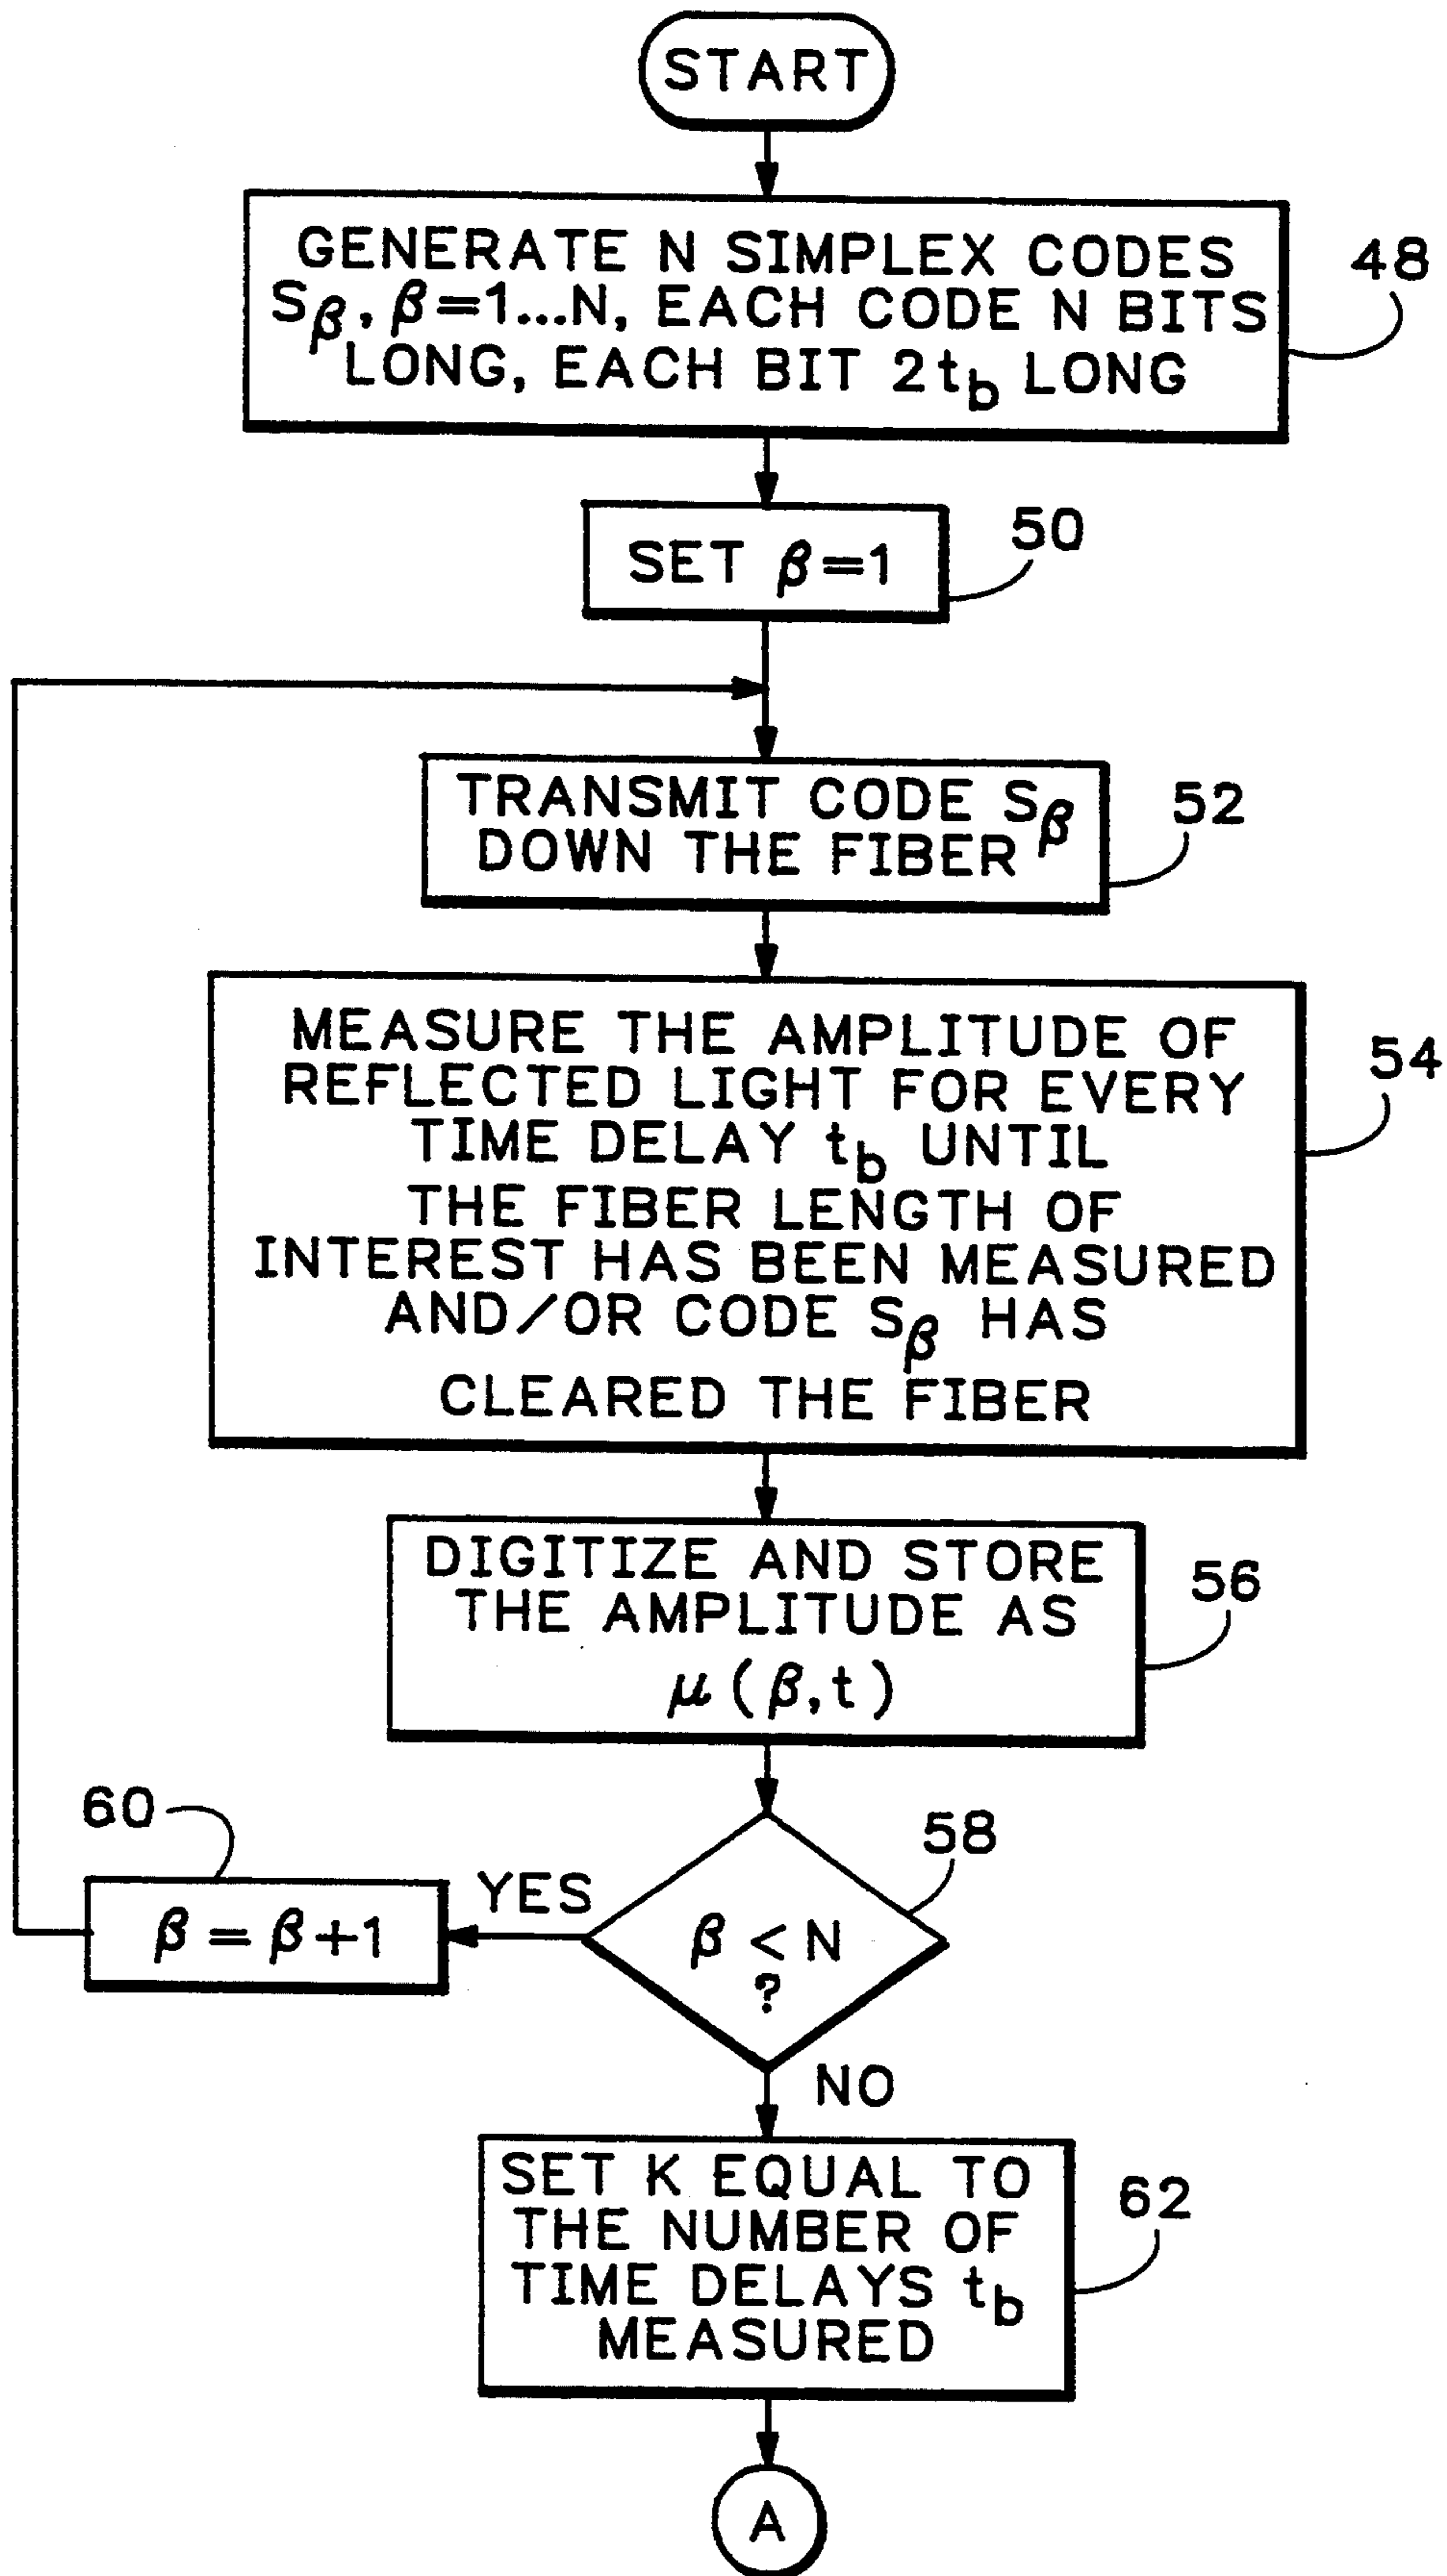 START
GENERATE N SIMPLEX CODES
Sβ, β=1...N, EACH CODE N BITS
LONG, EACH BIT 2tb LONG
48
SET β=1
50
TRANSMIT CODE Sβ
DOWN THE FIBER
52
MEASURE THE AMPLITUDE OF
REFLECTED LIGHT FOR EVERY
TIME DELAY tb UNTIL
THE FIBER LENGTH OF
INTEREST HAS BEEN MEASURED
AND/OR CODE Sβ HAS
CLEARED THE FIBER
54
DIGITIZE AND STORE
THE AMPLITUDE AS
μ(β,t)
56
β < N
?
58
YES
β = β+1
60
NO
SET K EQUAL TO
THE NUMBER OF
TIME DELAYS tb
MEASURED
62
A